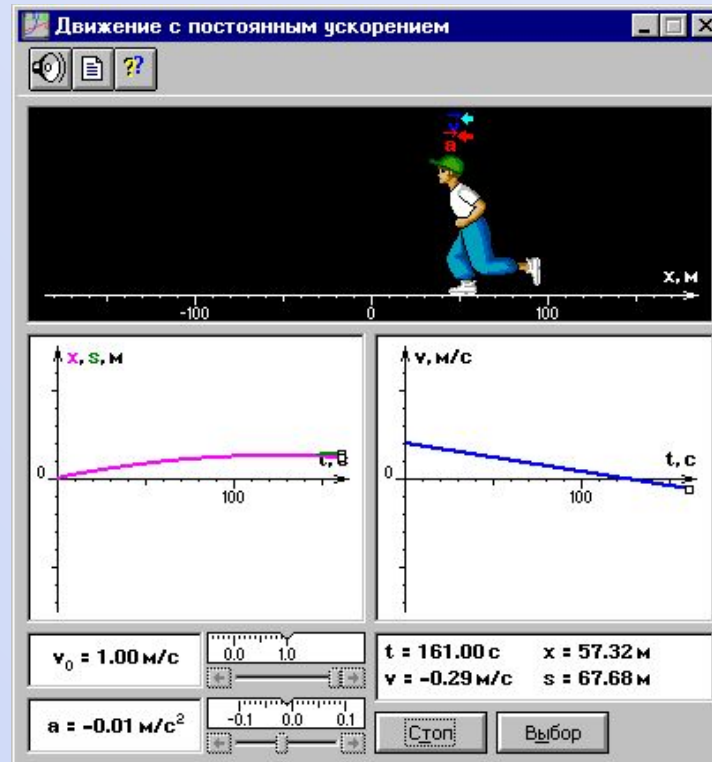 Движение с постоянным ускорением
??
v
a
x, м
-100 0 100
x, s, м
0
t, с
100
v, м/с
0
t, с
100
v₀ = 1.00 м/с
0.0 1.0
a = -0.01 м/с²
-0.1 0.0 0.1
t = 161.00 с x = 57.32 м
v = -0.29 м/с s = 67.68 м
Стоп Выбор